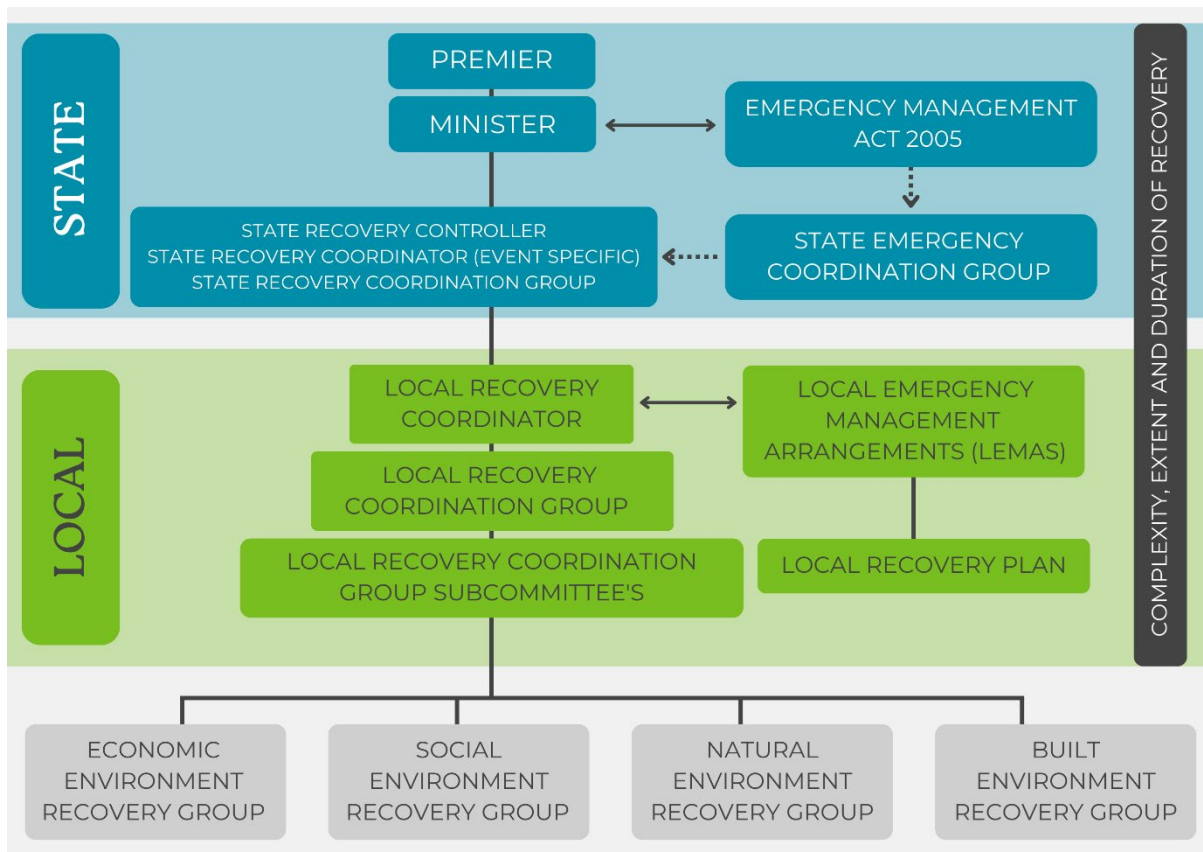 STATE
PREMIER
MINISTER
EMERGENCY MANAGEMENT
ACT 2005
STATE RECOVERY CONTROLLER
STATE RECOVERY COORDINATOR (EVENT SPECIFIC)
STATE RECOVERY COORDINATION GROUP
STATE EMERGENCY
COORDINATION GROUP
COMPLEXITY, EXTENT AND DURATION OF RECOVERY
LOCAL
LOCAL RECOVERY
COORDINATOR
LOCAL EMERGENCY
MANAGEMENT
ARRANGEMENTS (LEMAS)
LOCAL RECOVERY
COORDINATION GROUP
LOCAL RECOVERY COORDINATION
GROUP SUBCOMMITTEE'S
LOCAL RECOVERY PLAN
ECONOMIC
ENVIRONMENT
RECOVERY GROUP
SOCIAL
ENVIRONMENT
RECOVERY GROUP
NATURAL
ENVIRONMENT
RECOVERY GROUP
BUILT
ENVIRONMENT
RECOVERY GROUP